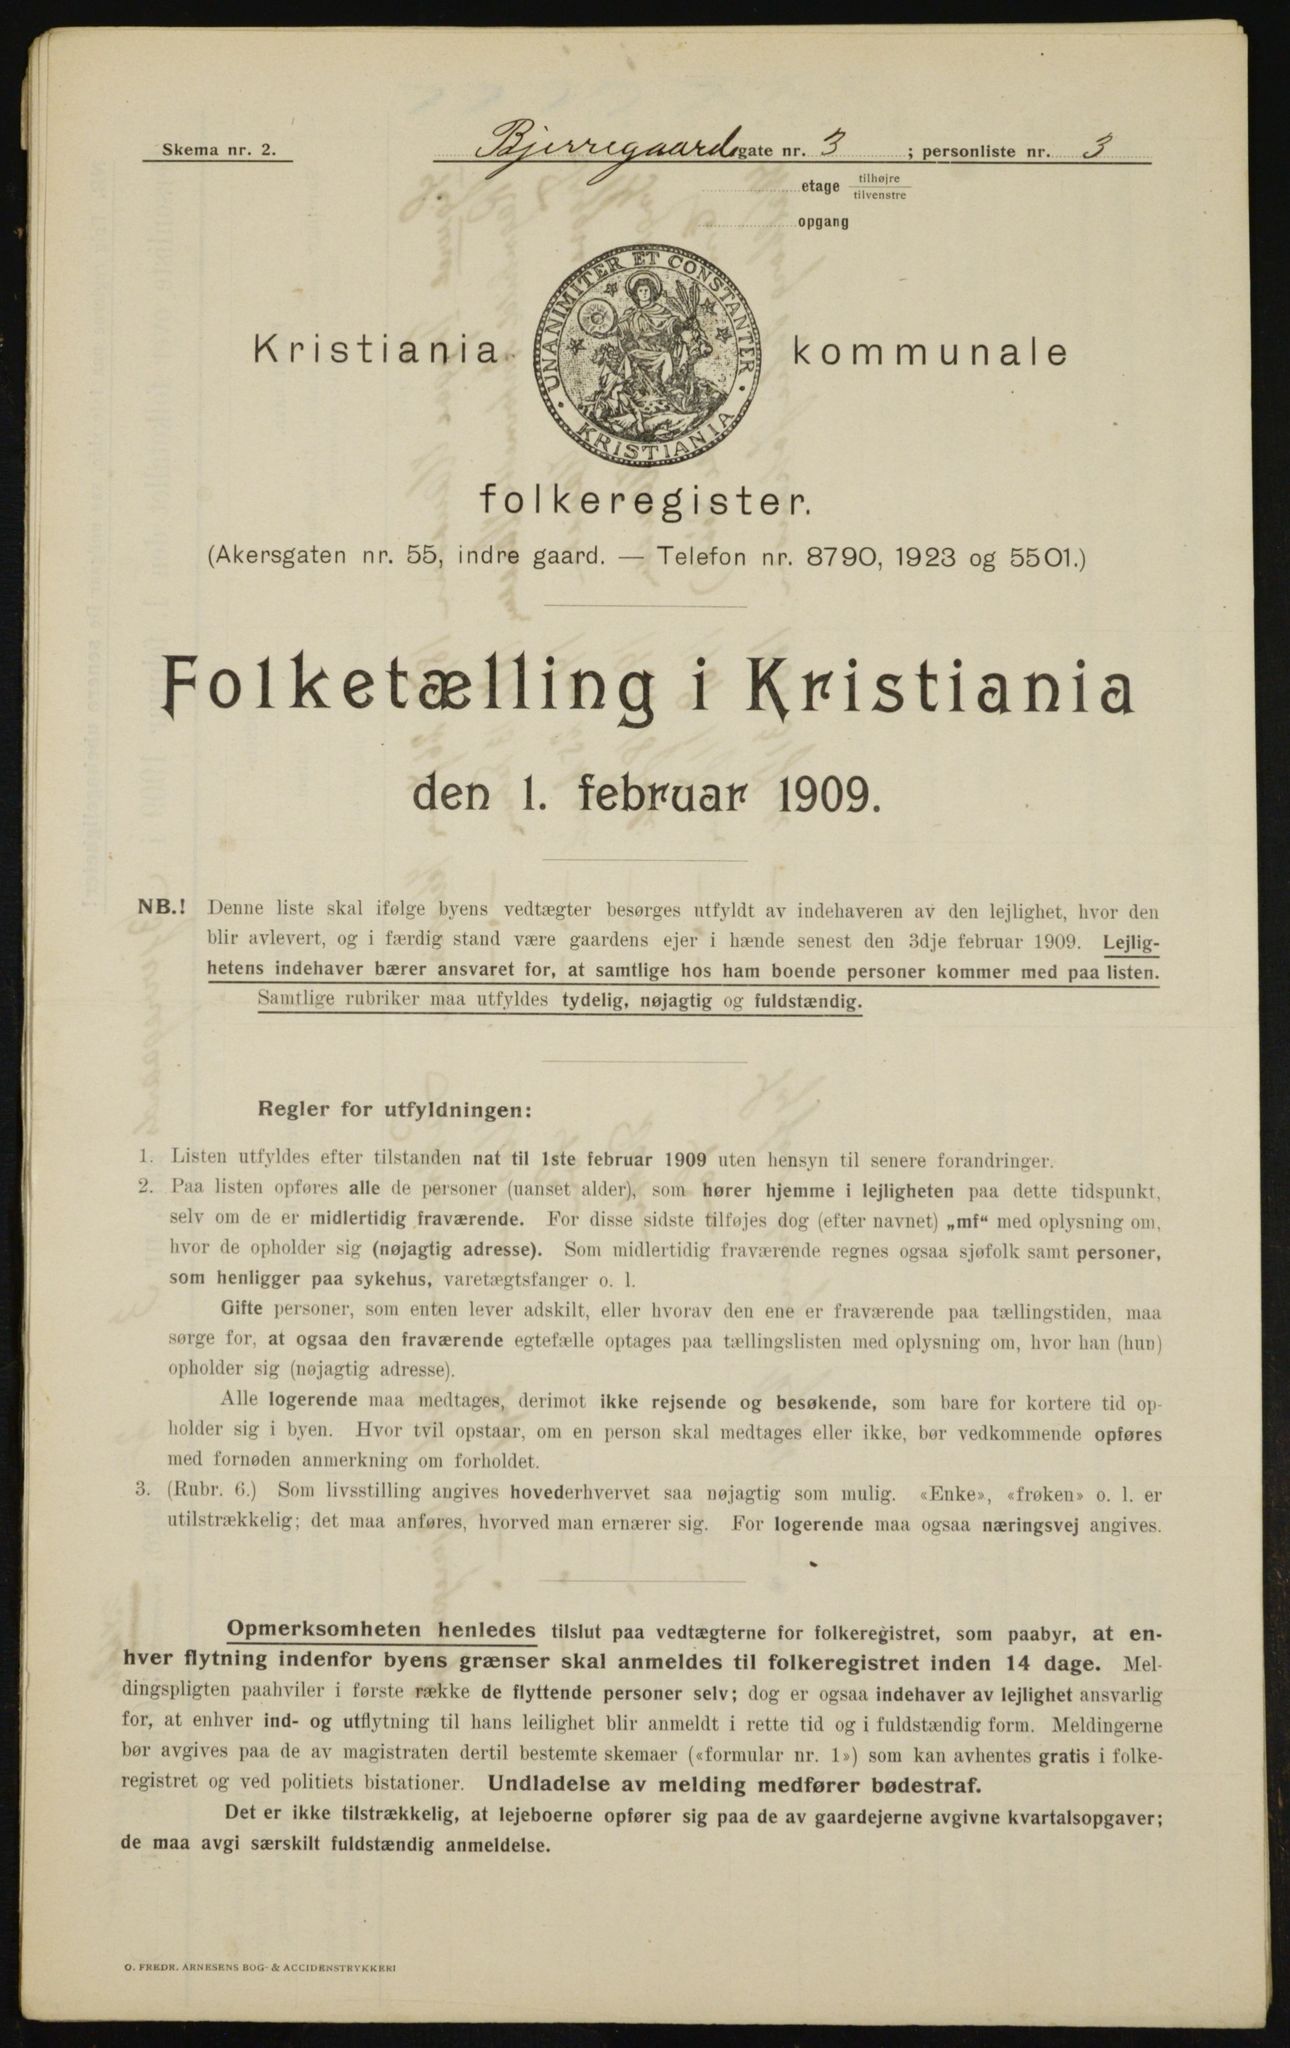 Skema nr. 2.
Bjerregaardsgate nr. 3 ; personliste nr. 3
etage tilhøjre
tilvenstre
opgang
UNANIMITER ET CONSTANTER
KRISTIANIA
Kristiania kommunale
folkeregister.
(Akersgaten nr. 55, indre gaard. — Telefon nr. 8790, 1923 og 5501.)
Folketælling i Kristiania
den 1. februar 1909.
NB.! Denne liste skal ifølge byens vedtægter besørges utfyldt av indehaveren av den lejlighet, hvor den
blir avlevert, og i færdig stand være gaardens ejer i hænde senest den 3dje februar 1909. Lejlig-
hetens indehaver bærer ansvaret for, at samtlige hos ham boende personer kommer med paa listen.
Samtlige rubriker maa utfyldes tydelig, nøjagtig og fuldstændig.
Regler for utfyldningen:
1. Listen utfyldes efter tilstanden nat til 1ste februar 1909 uten hensyn til senere forandringer.
2. Paa listen opføres alle de personer (uanset alder), som hører hjemme i lejligheten paa dette tidspunkt,
selv om de er midlertidig fraværende. For disse sidste tilføjes dog (efter navnet) „mf“ med oplysning om,
hvor de opholder sig (nøjagtig adresse). Som midlertidig fraværende regnes ogsaa sjøfolk samt personer,
som henligger paa sykehus, varetægtsfanger o. l.
Gifte personer, som enten lever adskilt, eller hvorav den ene er fraværende paa tællingstiden, maa
sørge for, at ogsaa den fraværende egtefælle optages paa tællingslisten med oplysning om, hvor han (hun)
opholder sig (nøjagtig adresse).
Alle logerende maa medtages, derimot ikke rejsende og besøkende, som bare for kortere tid op-
holder sig i byen. Hvor tvil opstaar, om en person skal medtages eller ikke, bør vedkommende opføres
med fornøden anmerkning om forholdet.
3. (Rubr. 6.) Som livsstilling angives hovederhvervet saa nøjagtig som mulig. «Enke», «frøken» o. l. er
utilstrækkelig; det maa anføres, hvorved man ernærer sig. For logerende maa ogsaa næringsvej angives.
Opmerksomheten henledes tilslut paa vedtægterne for folkeregistret, som paabyr, at en-
hver flytning indenfor byens grænser skal anmeldes til folkeregistret inden 14 dage. Mel-
dingspligten paahviler i første række de flyttende personer selv; dog er ogsaa indehaver av lejlighet ansvarlig
for, at enhver ind- og utflytning til hans leilighet blir anmeldt i rette tid og i fuldstændig form. Meldingerne
bør avgives paa de av magistraten dertil bestemte skemaer («formular nr. 1») som kan avhentes gratis i folke-
registret og ved politiets bistationer. Undladelse av melding medfører bødestraf.
Det er ikke tilstrækkelig, at lejeboerne opfører sig paa de av gaardejerne avgivne kvartalsopgaver;
de maa avgi særskilt fuldstændig anmeldelse.
O. FREDR. ARNESENS BOG- & ACCIDENSTRYKKERI